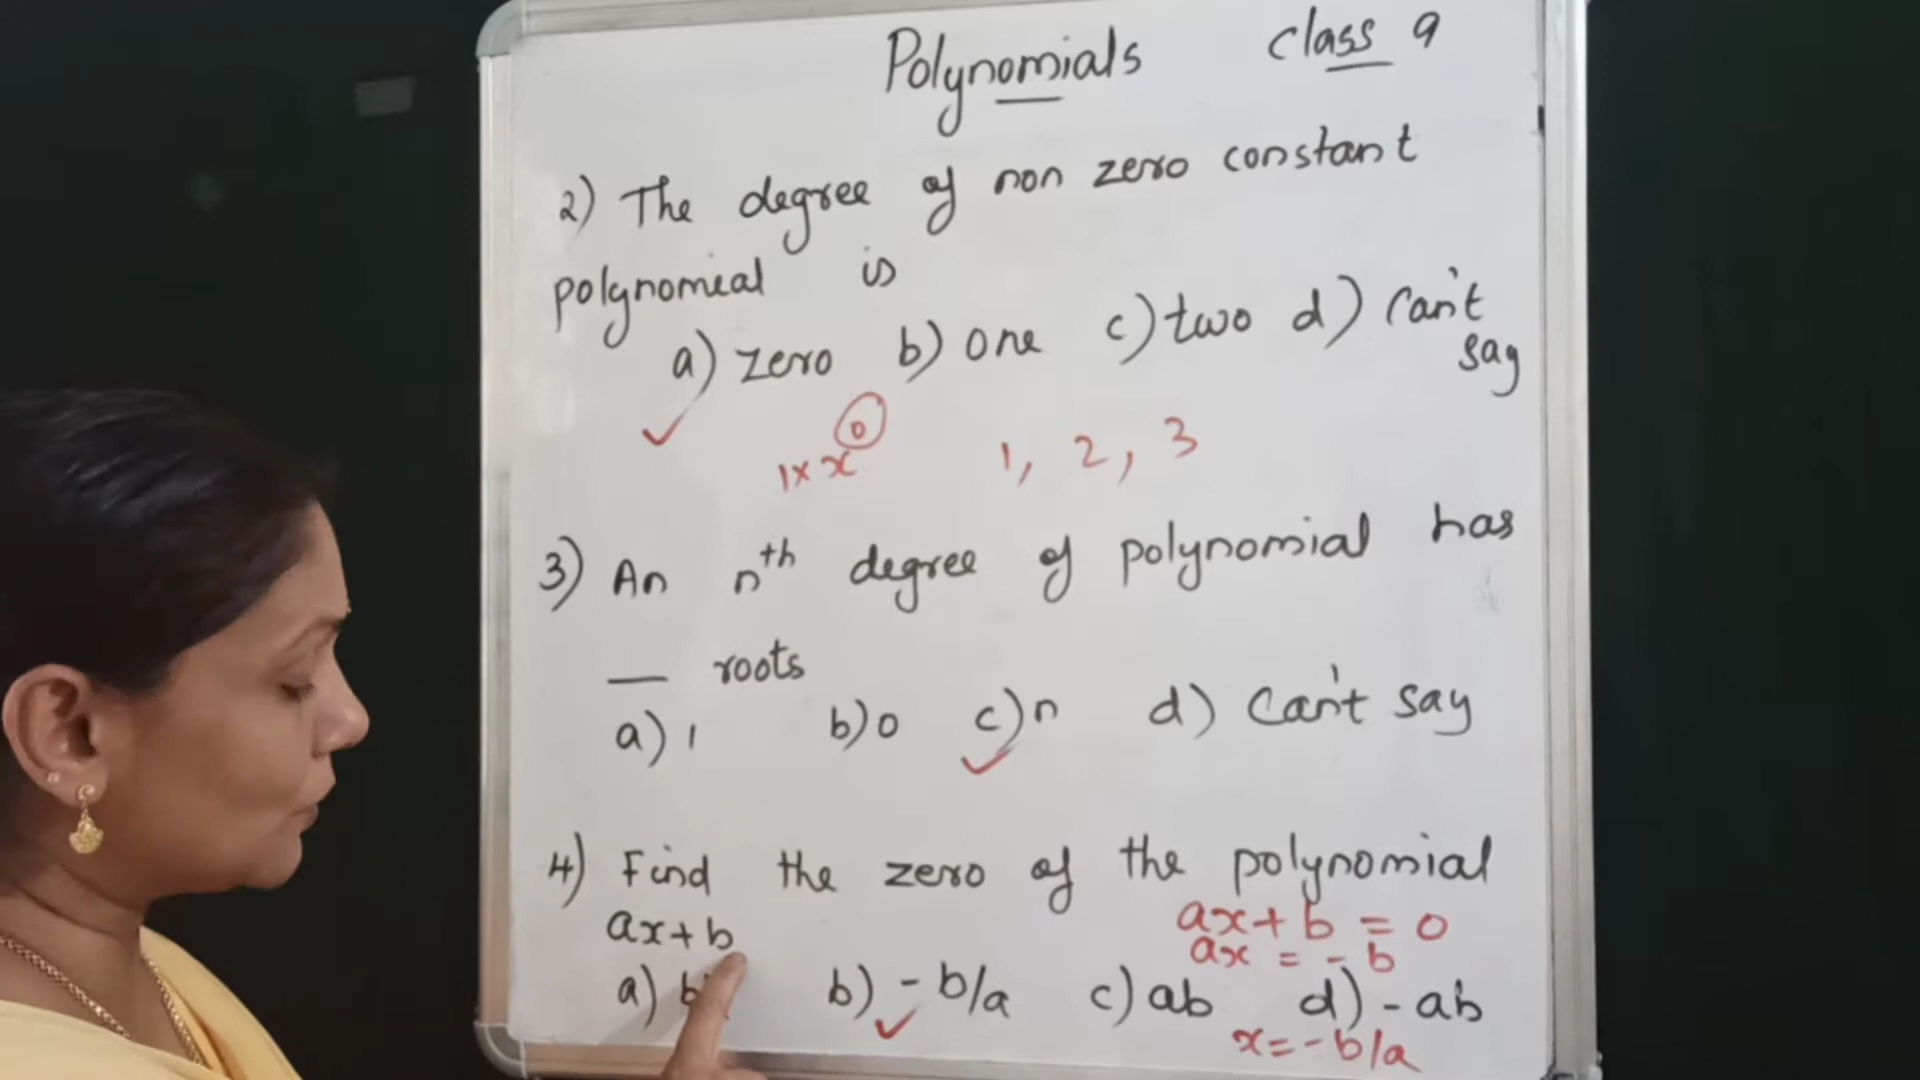 Polynomials class 9
2) The degree of non zero constant
polynomial is
a) zero b) one c) two d) Can't
say
1 × x⁰ 1, 2, 3
3) An nᵗʰ degree of polynomial has
__ roots
a) 1 b) 0 c) n d) Can't say
4) Find the zero of the polynomial
ax+b ax+b = 0
ax = -b
a) b) -b/a c) ab d) -ab
x=-b/a